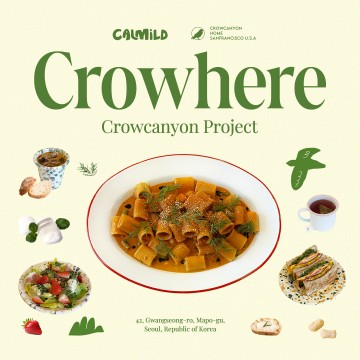 CALMILD
CROWCANYON
HOME
SANFRANCISCO U.S.A
Crowhere
Crowcanyon Project
42, Gwangseong-ro, Mapo-gu,
Seoul, Republic of Korea